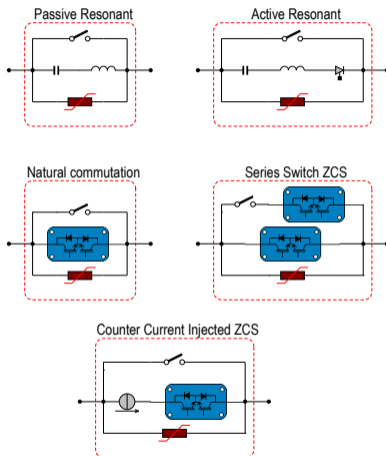 Passive Resonant
Active Resonant
Natural commutation
Series Switch ZCS
Counter Current Injected ZCS